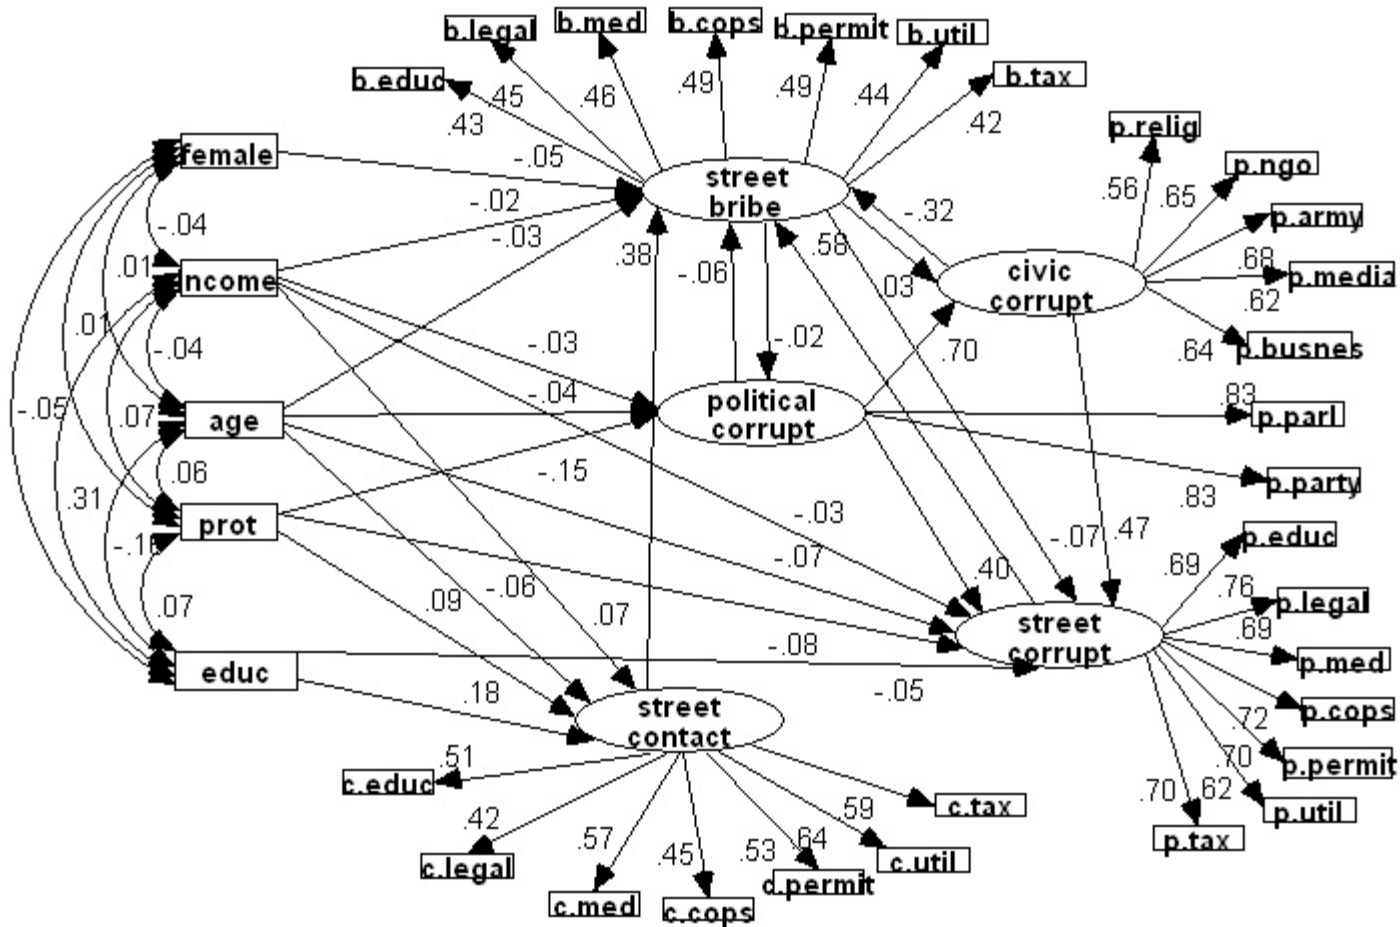 b.legal
b.med
b.cops
b.permit
b.util
b.educ
b.tax
.45
.46
.49
.49
.44
.43
.42
p.relig
female
-.05
street
bribe
.56
.65
p.ngo
-.02
-.03
-.32
p.army
-.04
.38
.58
.68
p.media
.01
ncome
-.06
.03
civic
corrupt
.62
.01
-.04
-.03
-.02
.70
.64
p.busnes
-.05
.07
age
-.04
political
corrupt
.83
p.parl
.06
-.15
p.party
.83
.31
prot
-.03
-.07
.47
p.educ
-.1
-.07
.40
.69
.76
p.legal
.07
.09
-.06
.07
street
corrupt
.69
p.med
educ
-.08
.18
-.05
p.cops
street
contact
.72
.70
p.permit
.51
c.educ
.70
.62
p.util
c.tax
.42
.57
.45
.53
.64
.59
p.tax
c.legal
c.util
c.permit
c.med
c.cops